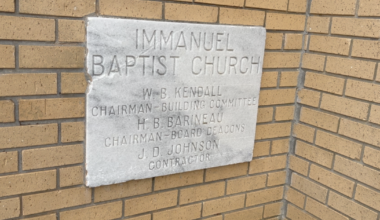 IMMANUEL
BAPTIST CHURCH
W. B. KENDALL
CHAIRMAN-BUILDING COMMITTEE
H. B. BARINEAU
CHAIRMAN-BOARD DEACONS
J. D. JOHNSON
CONTRACTOR